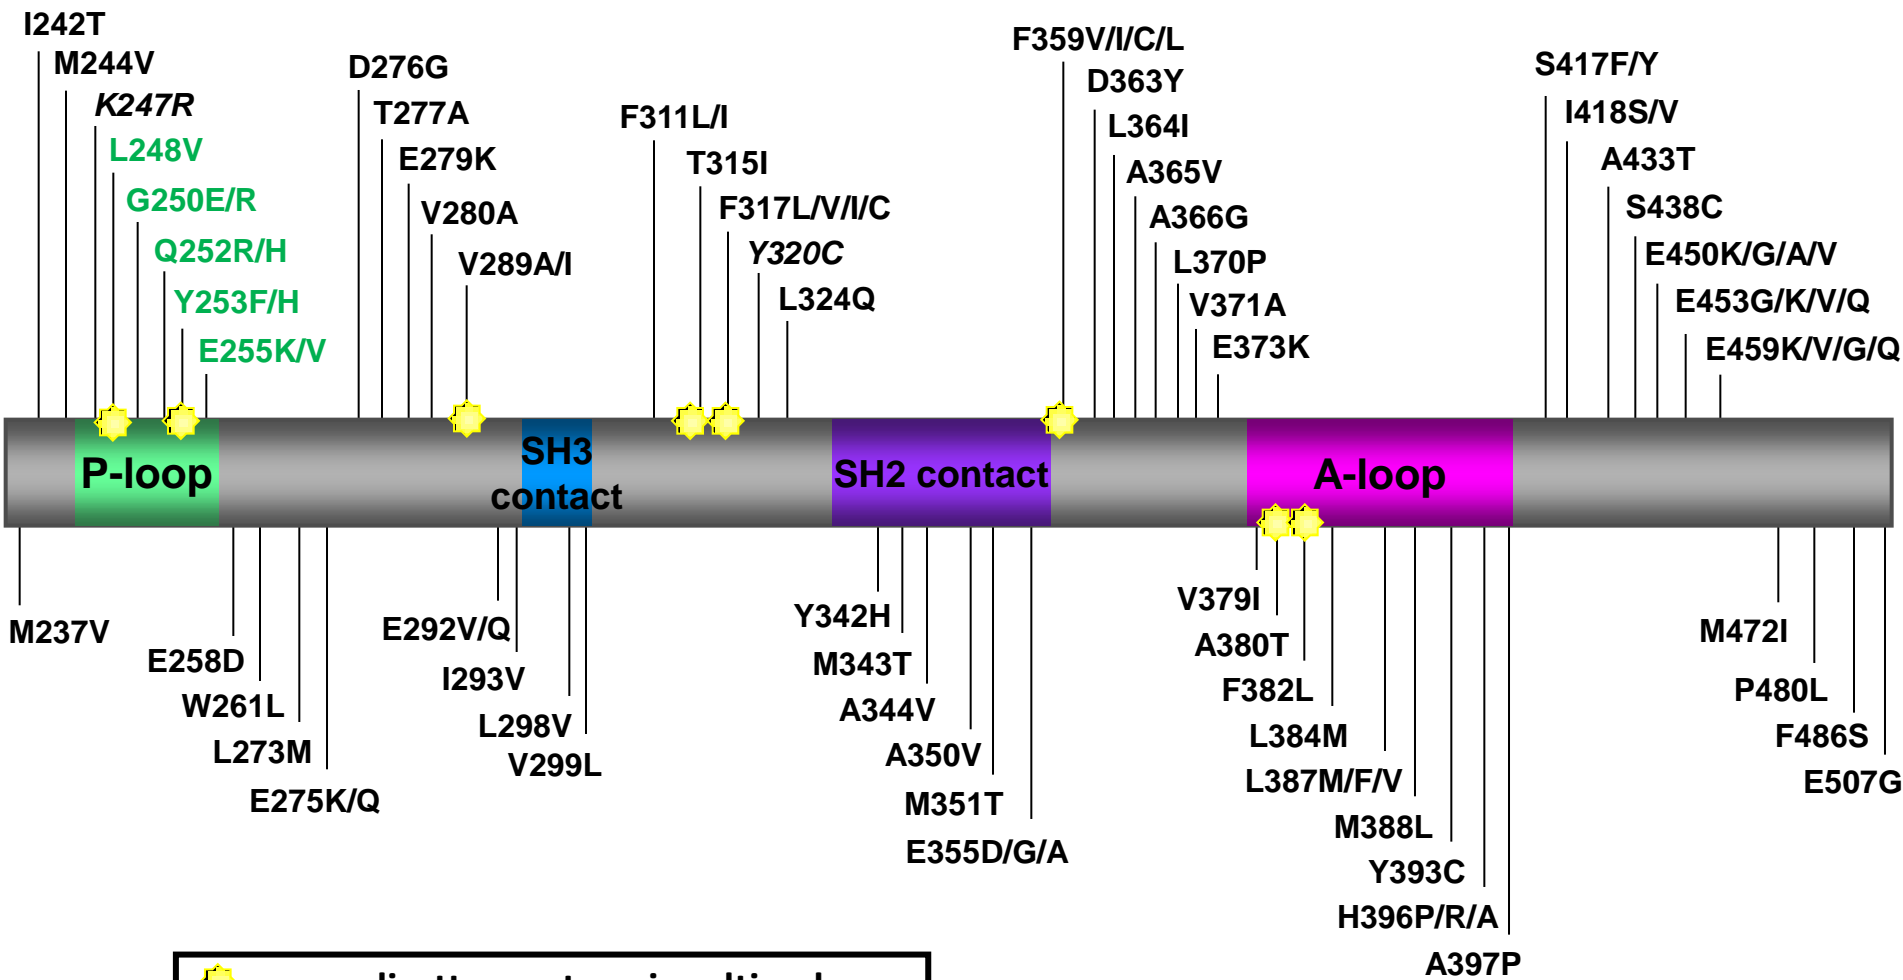 I242T
M244V
K247R
L248V
G250E/R
Q252R/H
Y253F/H
E255K/V
D276G
T277A
E279K
V280A
V289A/I
F311L/I
T315I
F317L/V/I/C
Y320C
L324Q
F359V/I/C/L
D363Y
L364I
A365V
A366G
L370P
V371A
E373K
S417F/Y
I418S/V
A433T
S438C
E450K/G/A/V
E453G/K/V/Q
E459K/V/G/Q
P-loop
SH3
contact
SH2 contact
A-loop
M237V
E258D
W261L
L273M
E275K/Q
E292V/Q
I293V
L298V
V299L
Y342H
M343T
A344V
A350V
M351T
E355D/G/A
V379I
A380T
F382L
L384M
L387M/F/V
M388L
Y393C
H396P/R/A
A397P
M472I
P480L
F486S
E507G